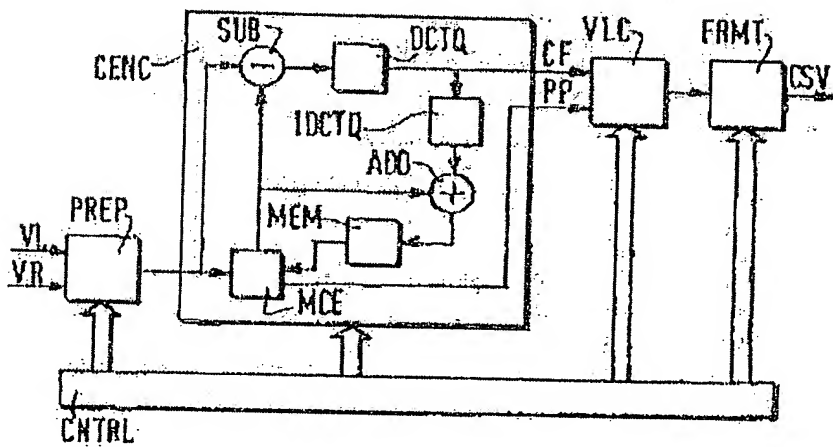 SUB
DCTQ
CENC
CF
VLC
FRMT
CSV
PP
IDCTQ
ADD
PREP
MEM
VI
VR
MCE
CNTRL